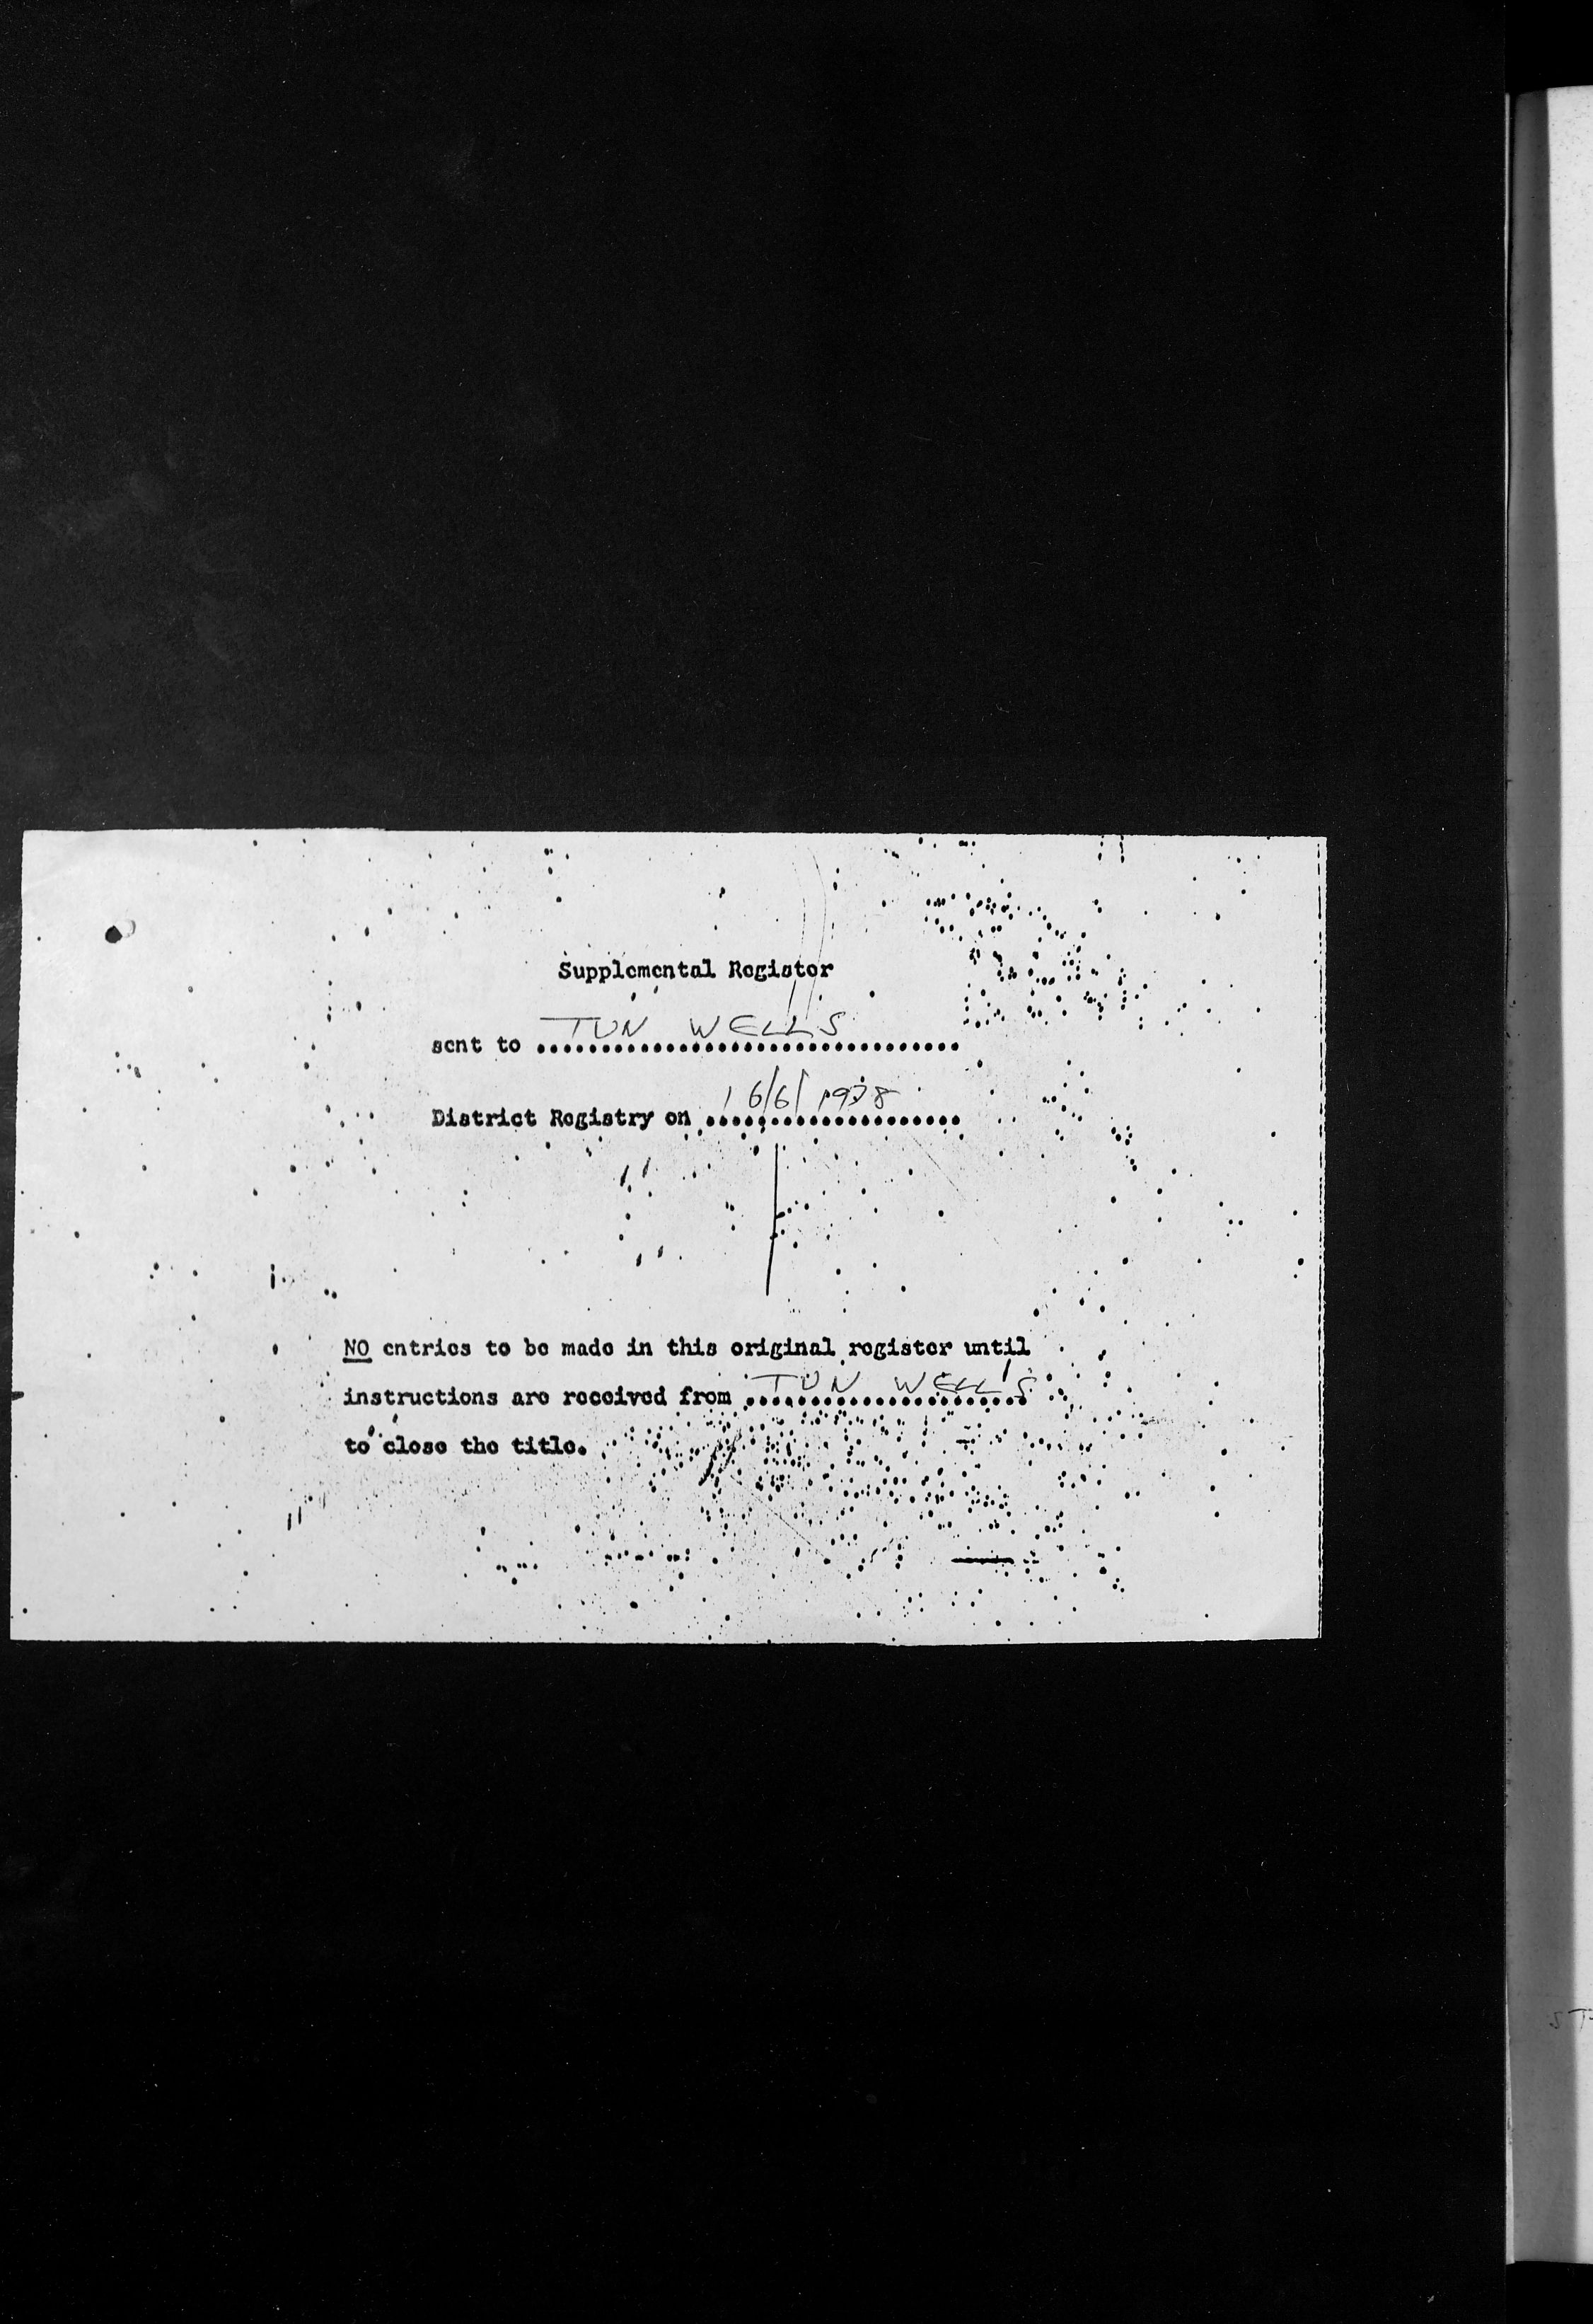 Supplemental Register
sent to TUN WELLS
District Registry on 16/6/1978
NO entries to be made in this original register until
instructions are received from TUN WELLS
to close the title.